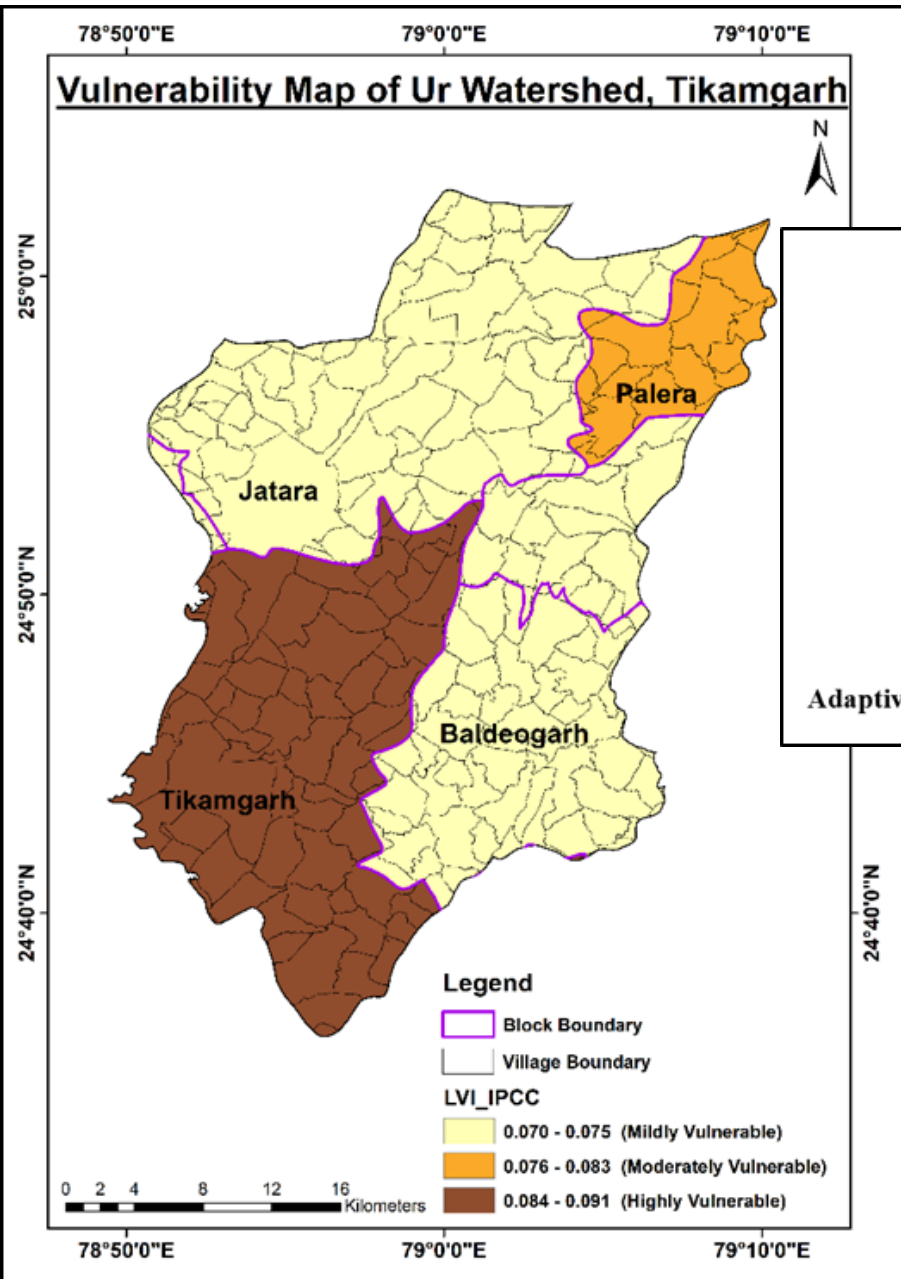 78°50'0"E 79°0'0"E 79°10'0"E
Vulnerability Map of Ur Watershed, Tikamgarh
N
25°0'0"N
Palera
Jatara
24°50'0"N
Adaptiv
Baldeogarh
Tikamgarh
24°40'0"N 24°40'0"N
Legend
Block Boundary
Village Boundary
LVI_IPCC
0.070 - 0.075 (Mildly Vulnerable)
0.076 - 0.083 (Moderately Vulnerable)
0.084 - 0.091 (Highly Vulnerable)
0 2 4 8 12 16
Kilometers
78°50'0"E 79°0'0"E 79°10'0"E